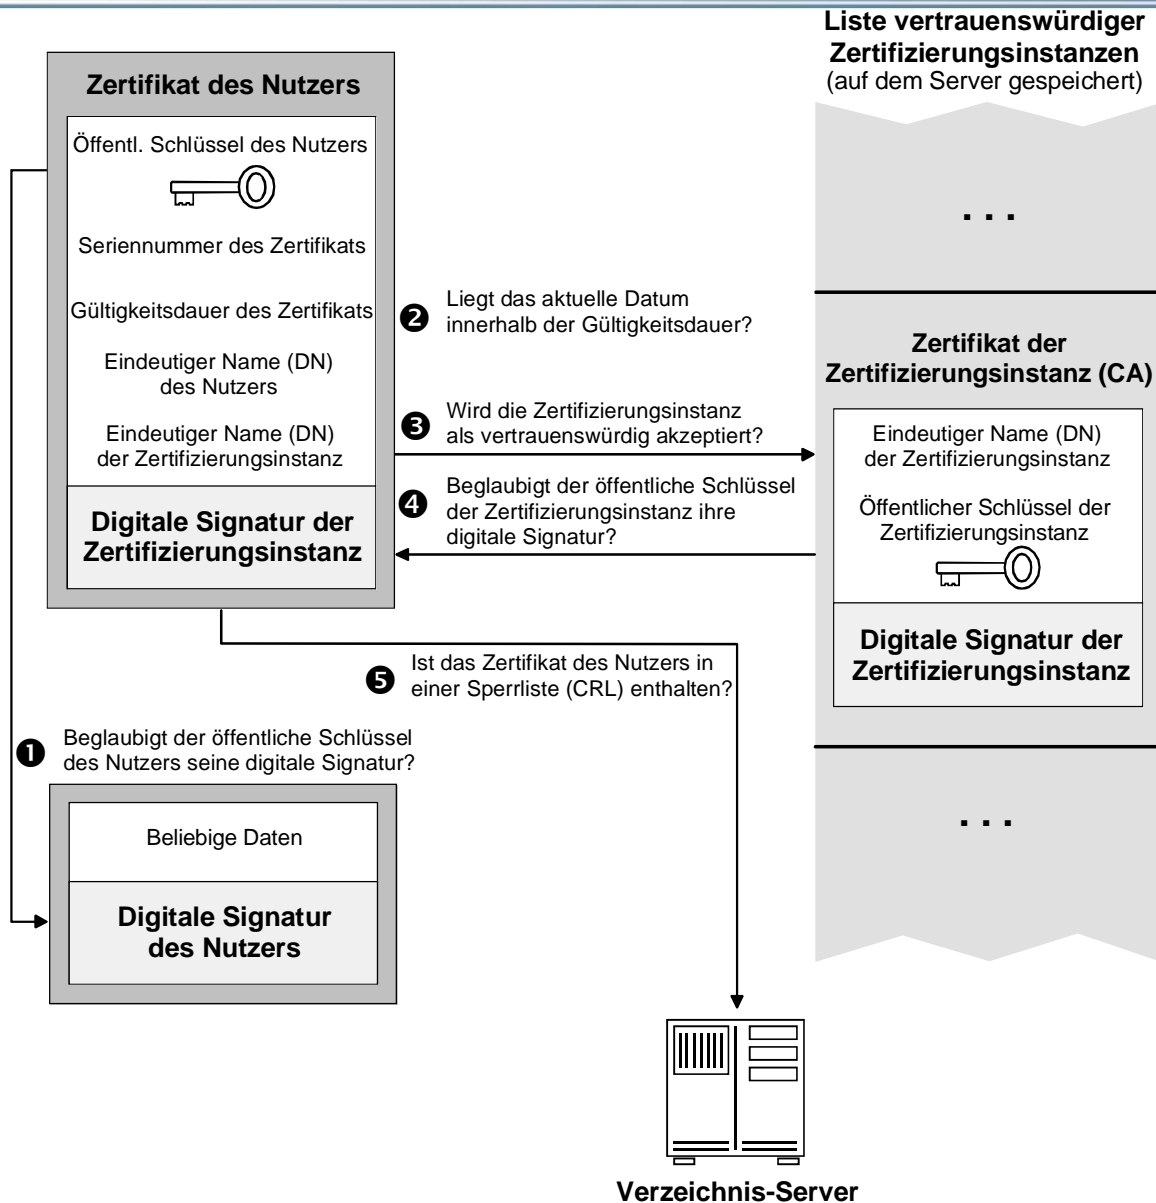 Liste vertrauenswürdiger
Zertifizierungsinstanzen
(auf dem Server gespeichert)
Zertifikat des Nutzers
Öffentl. Schlüssel des Nutzers
Seriennummer des Zertifikats
Gültigkeitsdauer des Zertifikats
Eindeutiger Name (DN)
des Nutzers
Eindeutiger Name (DN)
der Zertifizierungsinstanz
Digitale Signatur der
Zertifizierungsinstanz
❷ Liegt das aktuelle Datum
innerhalb der Gültigkeitsdauer?
❸ Wird die Zertifizierungsinstanz
als vertrauenswürdig akzeptiert?
❹ Beglaubigt der öffentliche Schlüssel
der Zertifizierungsinstanz ihre
digitale Signatur?
. . .
Zertifikat der
Zertifizierungsinstanz (CA)
Eindeutiger Name (DN)
der Zertifizierungsinstanz
Öffentlicher Schlüssel der
Zertifizierungsinstanz
Digitale Signatur der
Zertifizierungsinstanz
. . .
❺ Ist das Zertifikat des Nutzers in
einer Sperrliste (CRL) enthalten?
❶ Beglaubigt der öffentliche Schlüssel
des Nutzers seine digitale Signatur?
Beliebige Daten
Digitale Signatur
des Nutzers
Verzeichnis-Server